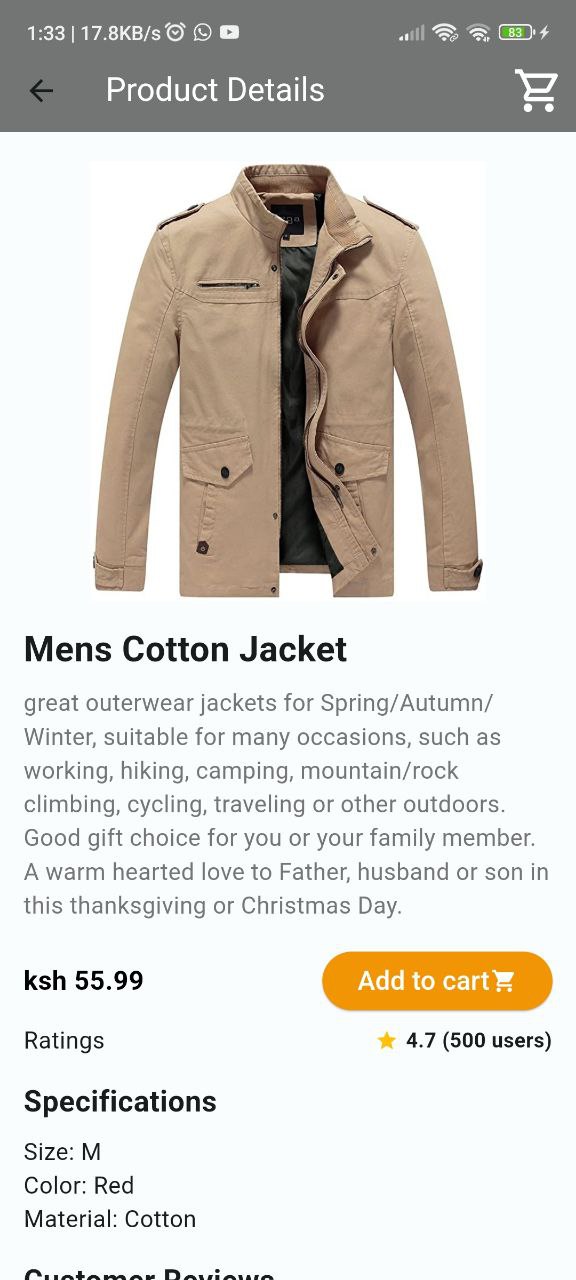 1:33 | 17.8KB/s
83
Product Details
Mens Cotton Jacket
great outerwear jackets for Spring/Autumn/
Winter, suitable for many occasions, such as
working, hiking, camping, mountain/rock
climbing, cycling, traveling or other outdoors.
Good gift choice for you or your family member.
A warm hearted love to Father, husband or son in
this thanksgiving or Christmas Day.
ksh 55.99
Add to cart
Ratings
4.7 (500 users)
Specifications
Size: M
Color: Red
Material: Cotton
Customer Reviews